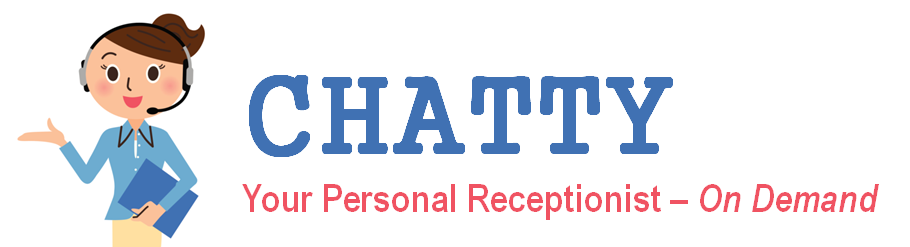 CHATTY
Your Personal Receptionist – On Demand